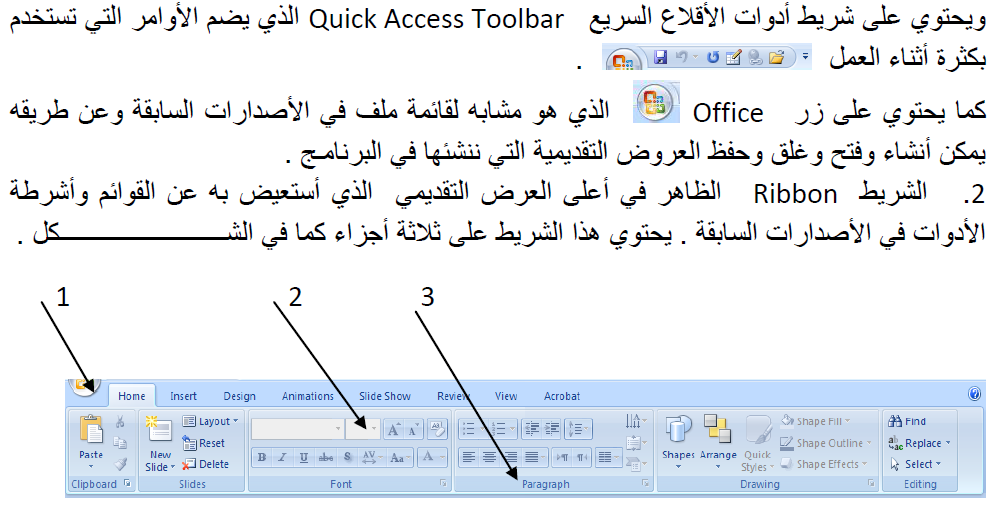 ويحتوي على شريط أدوات الأقلاع السريع Quick Access Toolbar الذي يضم الأوامر التي تستخدم
بكثرة أثناء العمل .
كما يحتوي على زر Office الذي هو مشابه لقائمة ملف في الأصدارات السابقة وعن طريقه
يمكن أنشاء وفتح وغلق وحفظ العروض التقديمية التي ننشئها في البرنامـج .
2. الشريط Ribbon الظاهر في أعلى العرض التقديمي الذي أستعيض به عن القوائم وأشرطة
الأدوات في الأصدارات السابقة . يحتوي هذا الشريط على ثلاثة أجزاء كما في الشـــــــــــــــــكل .
1 2 3
Home Insert Design Animations Slide Show Review View Acrobat
Layout Shape Fill Find
Reset Shape Outline Replace
Paste New Slide Delete B I U abc S AV Aa A Shapes Arrange Quick Styles Shape Effects Select
Clipboard Slides Font Paragraph Drawing Editing